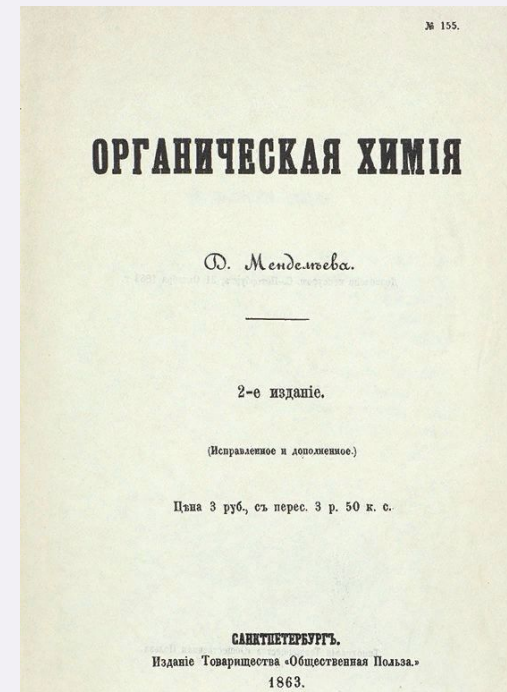 № 155.
ОРГАНИЧЕСКАЯ ХИМІЯ
Д. Менделѣева.
2-е изданіе.
(Исправленное и дополненное.)
Цѣна 3 руб., съ перес. 3 р. 50 к. с.
САНКТПЕТЕРБУРГЪ.
Изданіе Товарищества «Общественная Польза.»
1863.